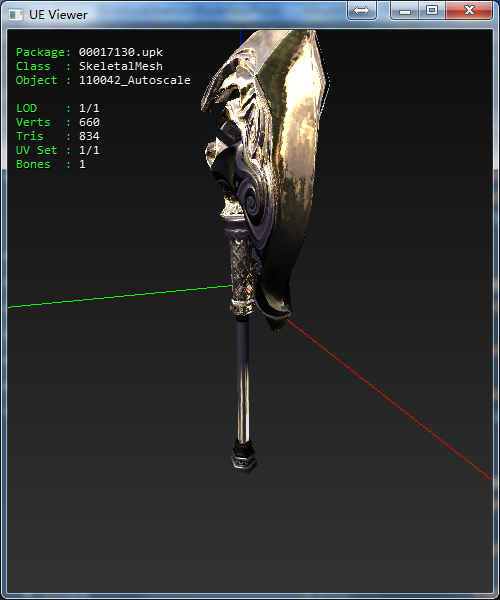 UE Viewer
Package: 00017130.upk
Class  : SkeletalMesh
Object : 110042_Autoscale
LOD    : 1/1
Verts  : 660
Tris   : 834
UV Set : 1/1
Bones  : 1